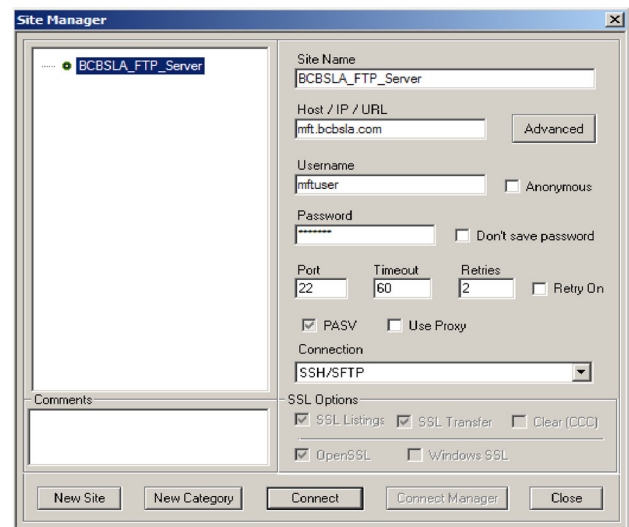 Site Manager
BCBSLA_FTP_Server
Site Name
BCBSLA_FTP_Server
Host / IP / URL
mft.bcbsla.com
Advanced
Username
mftuser
Anonymous
Password
*******
Don't save password
Port Timeout Retries
22 60 2 Retry On
PASV Use Proxy
Connection
SSH/SFTP
Comments
SSL Options
SSL Listings SSL Transfer Clear (CCC)
OpenSSL Windows SSL
New Site New Category Connect Connect Manager Close